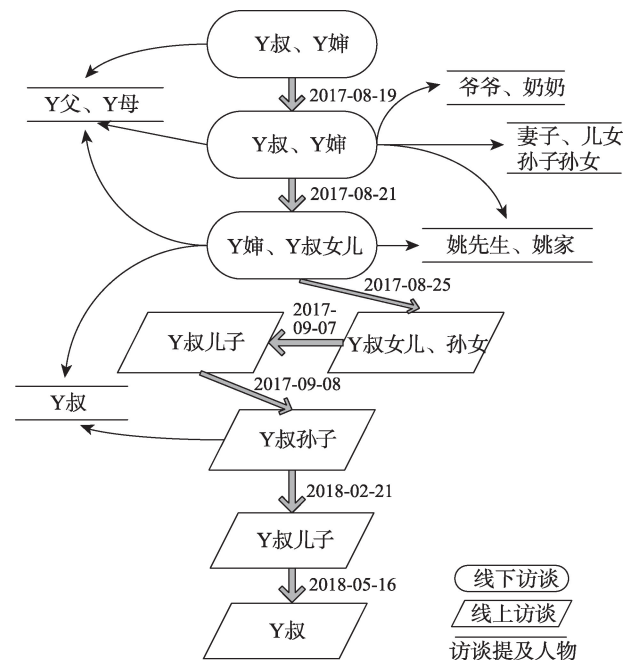 Y叔、Y婶
2017-08-19
Y父、Y母
爷爷、奶奶
Y叔、Y婶
妻子、儿女
孙子孙女
2017-08-21
Y婶、Y叔女儿
姚先生、姚家
2017-08-25
2017-
09-07
Y叔儿子
Y叔女儿、孙女
2017-09-08
Y叔
Y叔孙子
2018-02-21
Y叔儿子
2018-05-16
Y叔
线下访谈
线上访谈
访谈提及人物